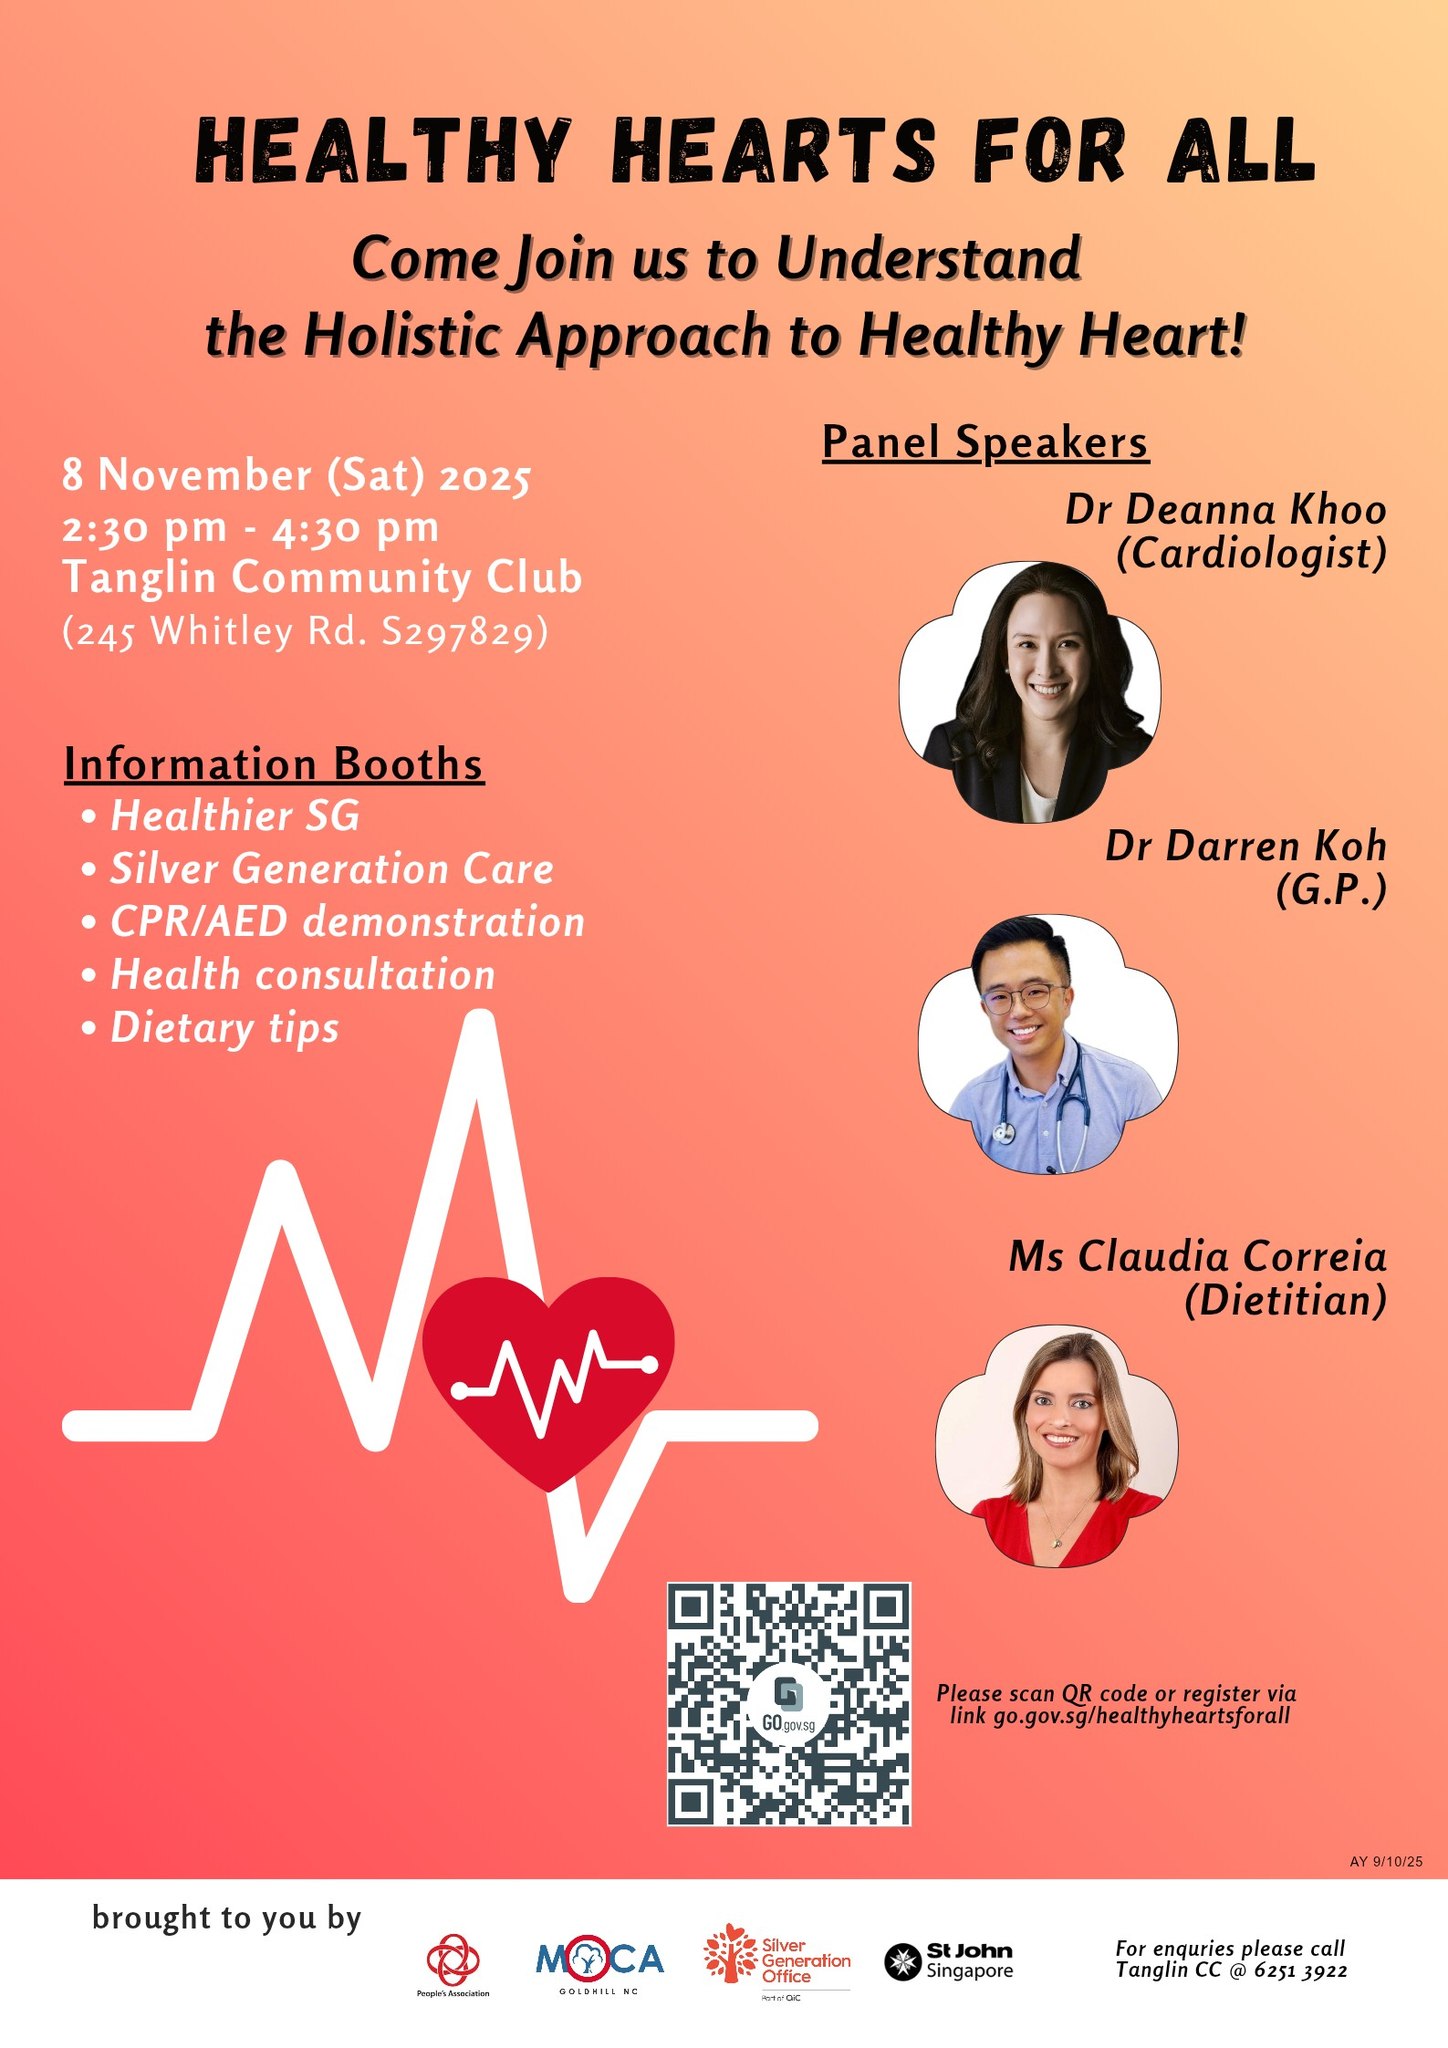 HEALTHY HEARTS FOR ALL
Come Join us to Understand
the Holistic Approach to Healthy Heart!
8 November (Sat) 2025
2:30 pm - 4:30 pm
Tanglin Community Club
(245 Whitley Rd. S297829)
Information Booths
• Healthier SG
• Silver Generation Care
• CPR/AED demonstration
• Health consultation
• Dietary tips
Panel Speakers
Dr Deanna Khoo
(Cardiologist)
Dr Darren Koh
(G.P.)
Ms Claudia Correia
(Dietitian)
GO.gov.sg
Please scan QR code or register via
link go.gov.sg/healthyheartsforall
AY 9/10/25
brought to you by
People's Association
MOCA
GOLDHILL NC
Silver
Generation
Office
Part of AIC
St John
Singapore
For enquries please call
Tanglin CC @ 6251 3922